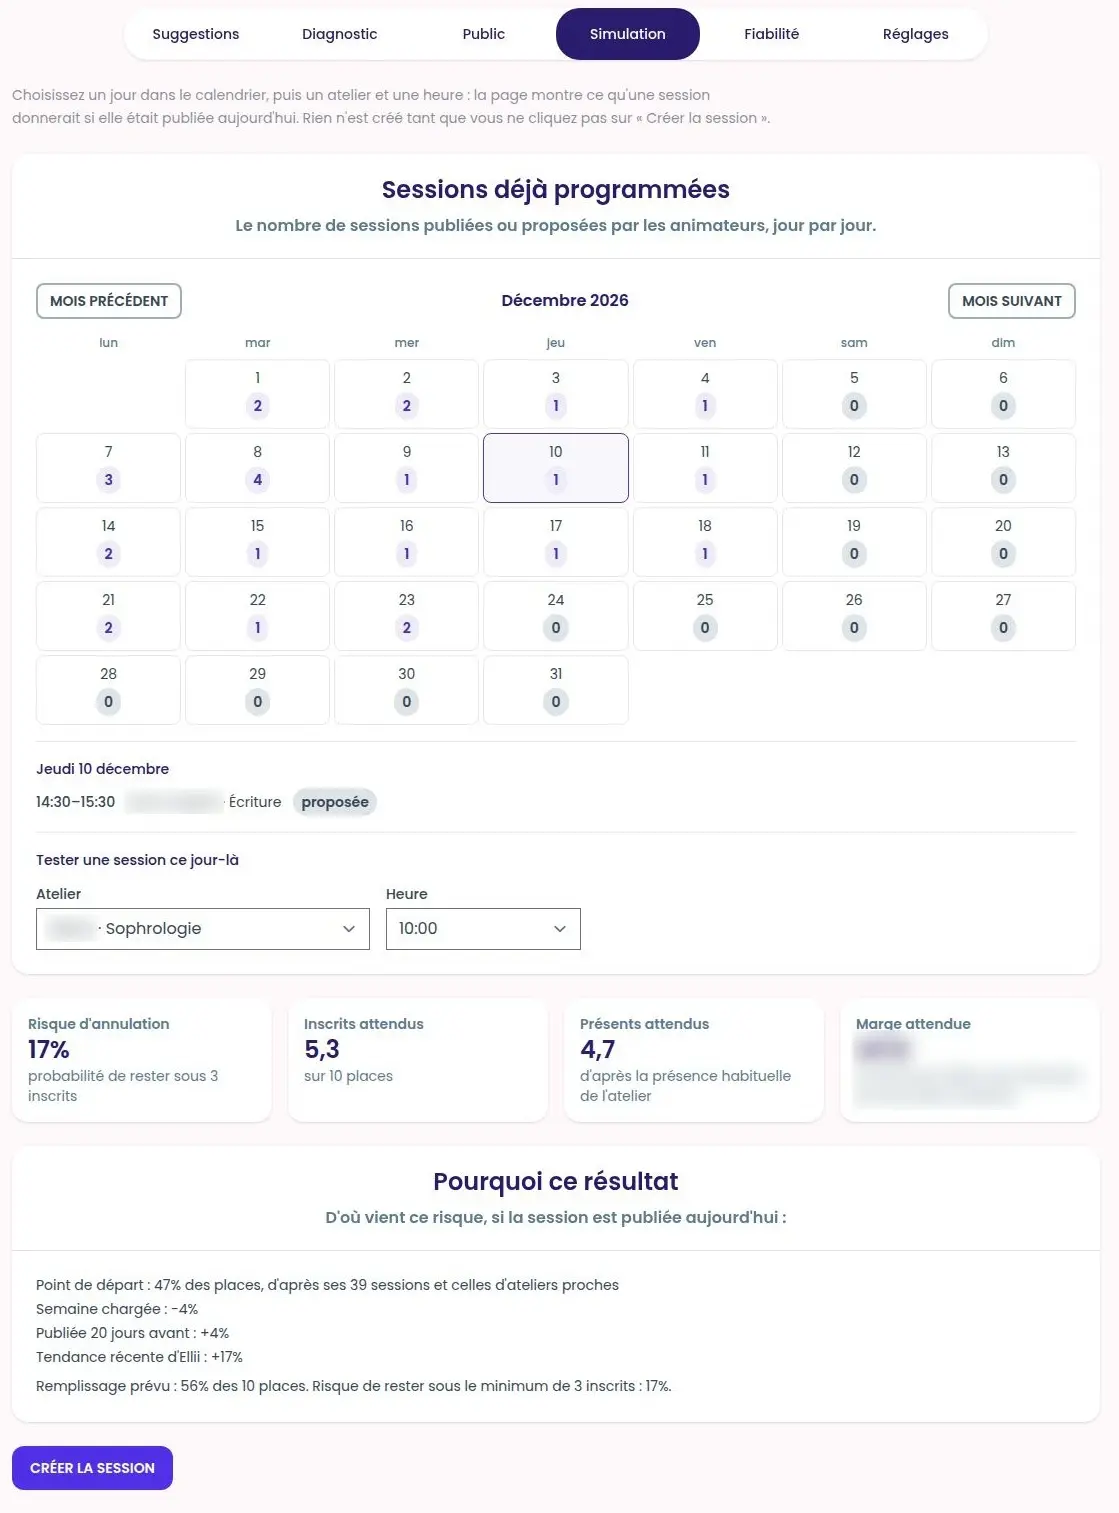 Suggestions Diagnostic Public Simulation Fiabilité Réglages
Choisissez un jour dans le calendrier, puis un atelier et une heure : la page montre ce qu'une session
donnerait si elle était publiée aujourd'hui. Rien n'est créé tant que vous ne cliquez pas sur « Créer la session ».
Sessions déjà programmées
Le nombre de sessions publiées ou proposées par les animateurs, jour par jour.
MOIS PRÉCÉDENT Décembre 2026 MOIS SUIVANT
lun mar mer jeu ven sam dim
1 2 3 4 5 6
2 2 1 1 0 0
7 8 9 10 11 12 13
3 4 1 1 1 0 0
14 15 16 17 18 19 20
2 1 1 1 1 0 0
21 22 23 24 25 26 27
2 1 2 0 0 0 0
28 29 30 31
0 0 0 0
Jeudi 10 décembre
14:30–15:30 · Écriture proposée
Tester une session ce jour-là
Atelier Heure
· Sophrologie 10:00
Risque d'annulation
17%
probabilité de rester sous 3
inscrits
Inscrits attendus
5,3
sur 10 places
Présents attendus
4,7
d'après la présence habituelle
de l'atelier
Marge attendue
Pourquoi ce résultat
D'où vient ce risque, si la session est publiée aujourd'hui :
Point de départ : 47% des places, d'après ses 39 sessions et celles d'ateliers proches
Semaine chargée : -4%
Publiée 20 jours avant : +4%
Tendance récente d'Ellii : +17%
Remplissage prévu : 56% des 10 places. Risque de rester sous le minimum de 3 inscrits : 17%.
CRÉER LA SESSION